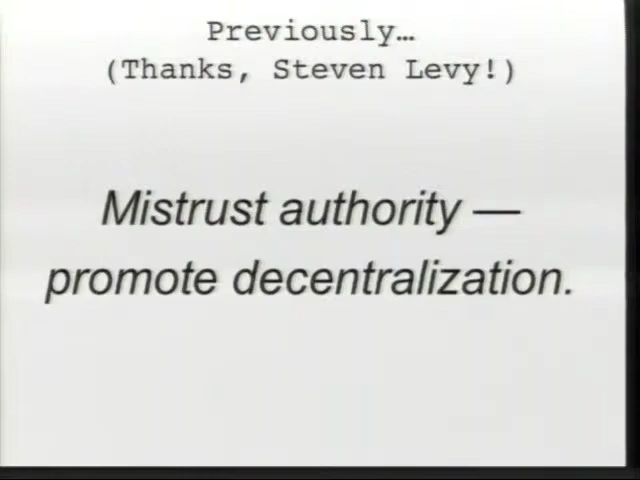 Previously…
(Thanks, Steven Levy!)
Mistrust authority —
promote decentralization.